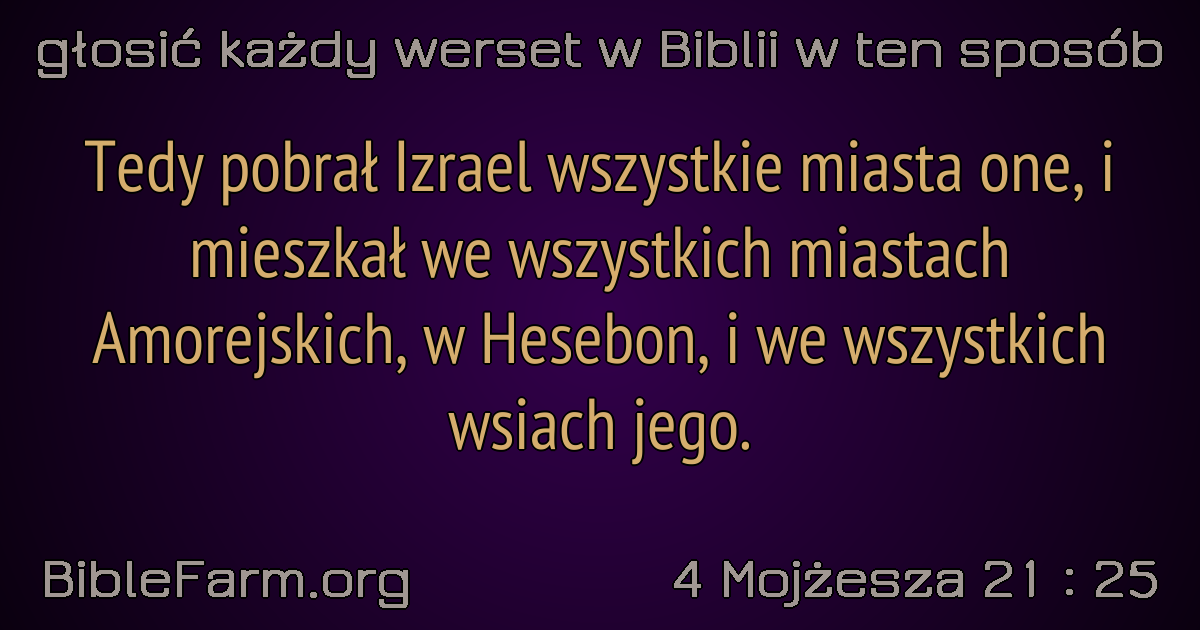 głosić każdy werset w Biblii w ten sposób
Tedy pobrał Izrael wszystkie miasta one, i
mieszkał we wszystkich miastach
Amorejskich, w Hesebon, i we wszystkich
wsiach jego.
BibleFarm.org
4 Mojżesza 21 : 25